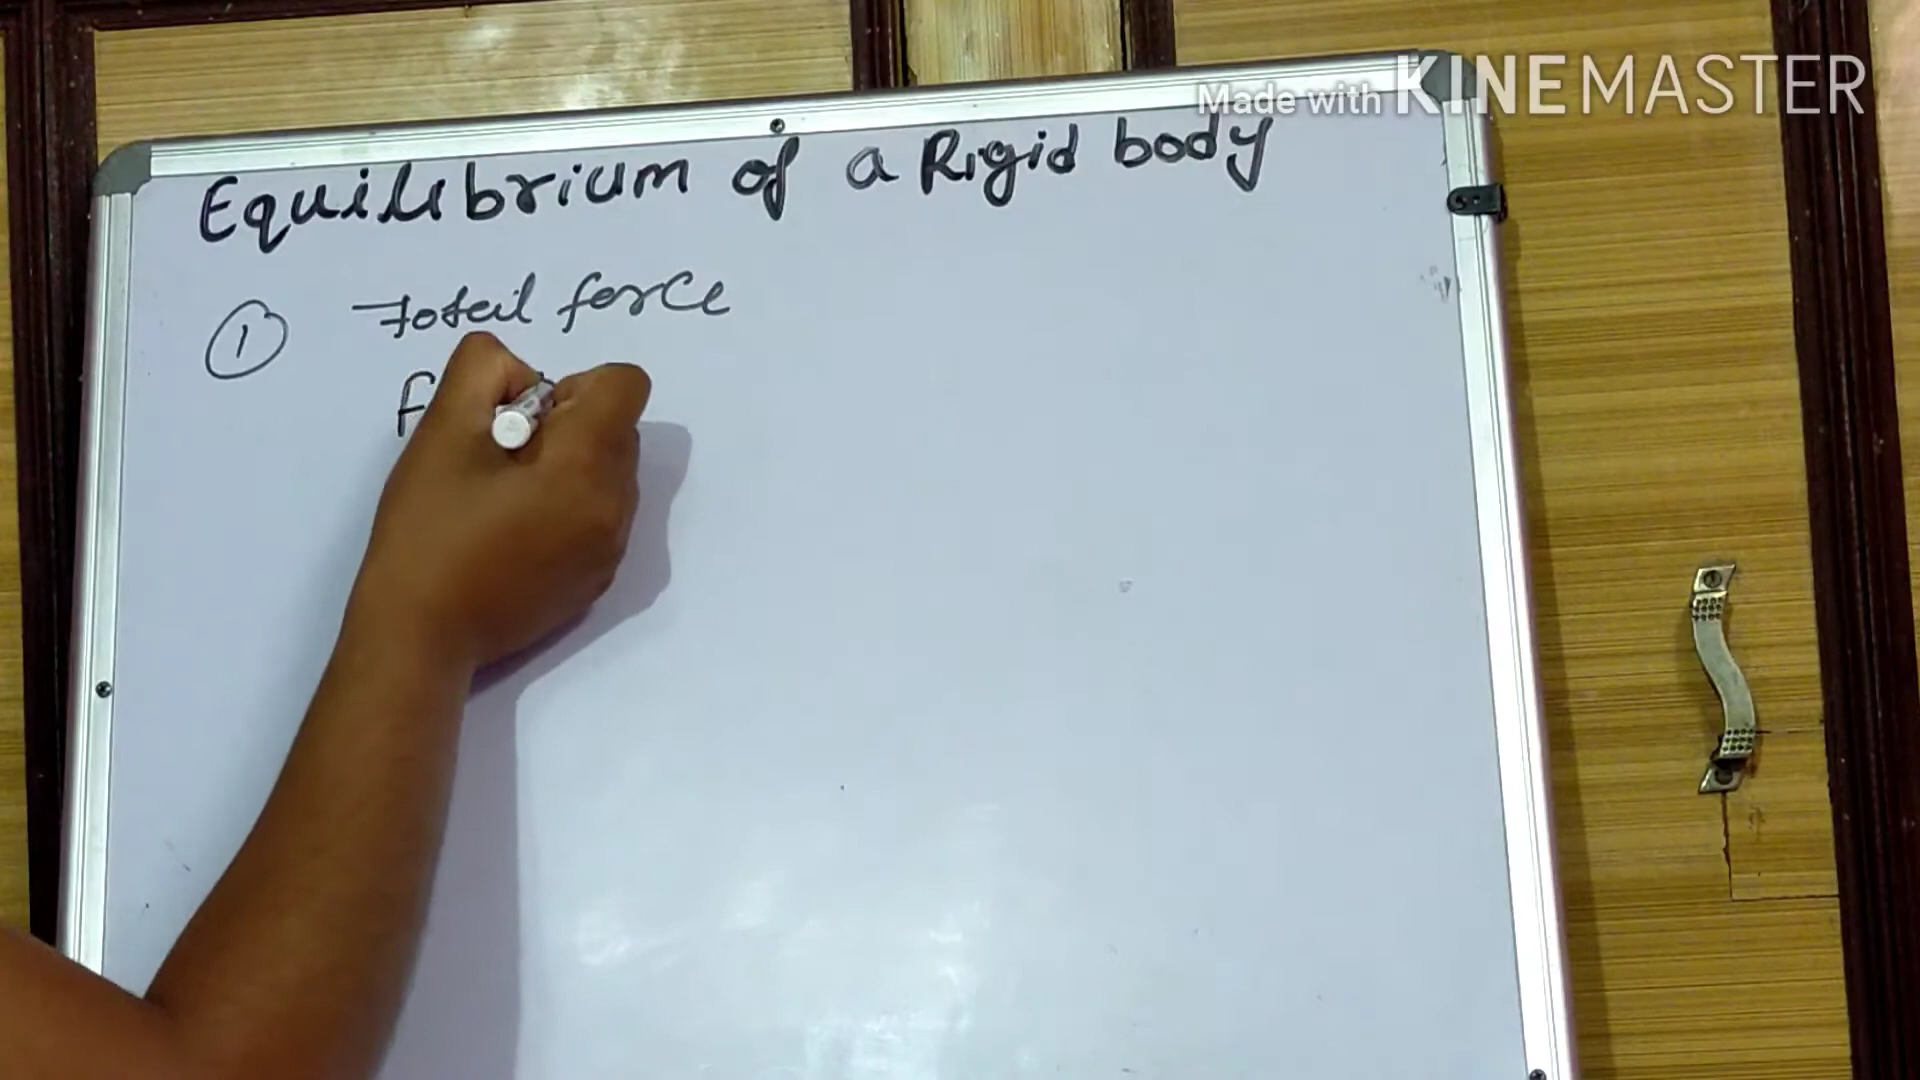 Made with KINEMASTER
Equilibrium of a Rigid body
① Total force
F